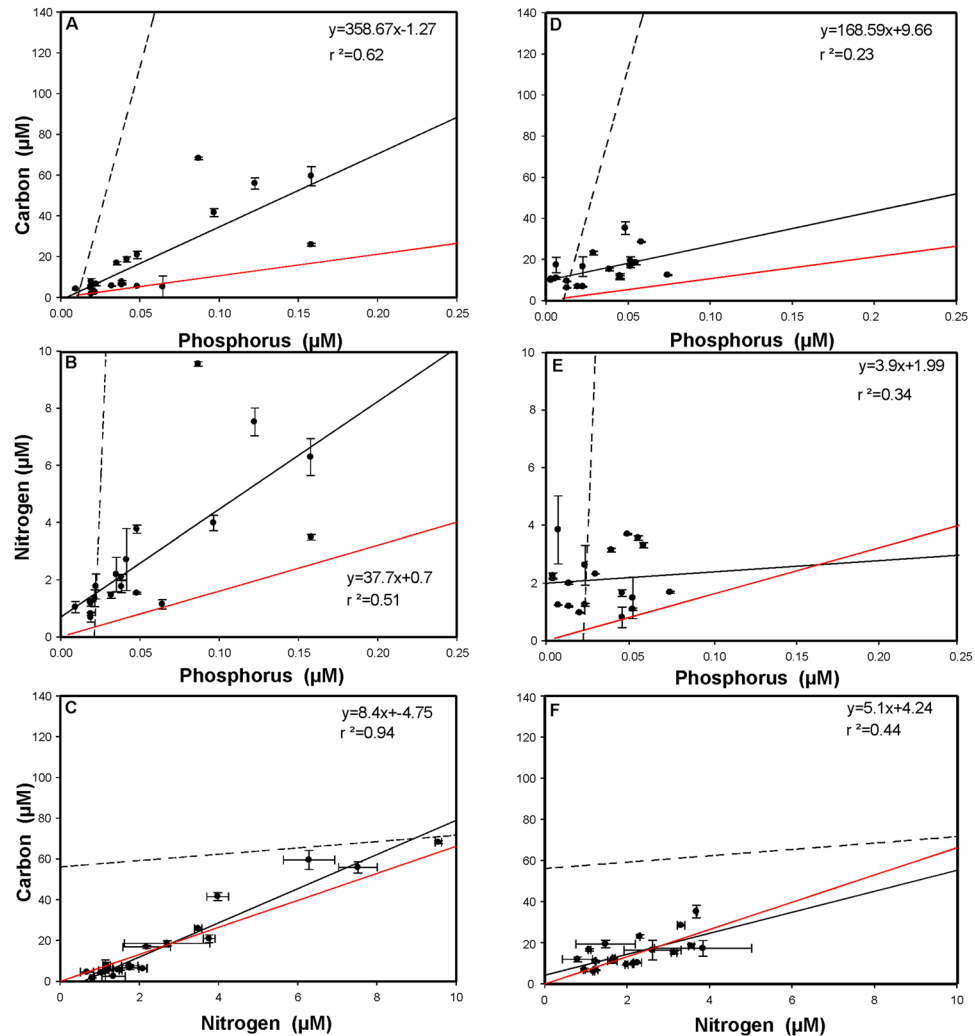 A
y=358.67x-1.27
r ²=0.62
140
120
100
80
60
40
20
0
Carbon (µM)
0.00 0.05 0.10 0.15 0.20 0.25
Phosphorus (µM)
D
y=168.59x+9.66
r ²=0.23
140
120
100
80
60
40
20
0
0.00 0.05 0.10 0.15 0.20 0.25
Phosphorus (µM)
B
y=37.7x+0.7
r ²=0.51
10
8
6
4
2
0
Nitrogen (µM)
0.00 0.05 0.10 0.15 0.20 0.25
Phosphorus (µM)
E
y=3.9x+1.99
r ²=0.34
10
8
6
4
2
0
0.00 0.05 0.10 0.15 0.20 0.25
Phosphorus (µM)
C
y=8.4x+-4.75
r ²=0.94
140
120
100
80
60
40
20
0
Carbon (µM)
0 2 4 6 8 10
Nitrogen (µM)
F
y=5.1x+4.24
r ²=0.44
140
120
100
80
60
40
20
0
0 2 4 6 8 10
Nitrogen (µM)